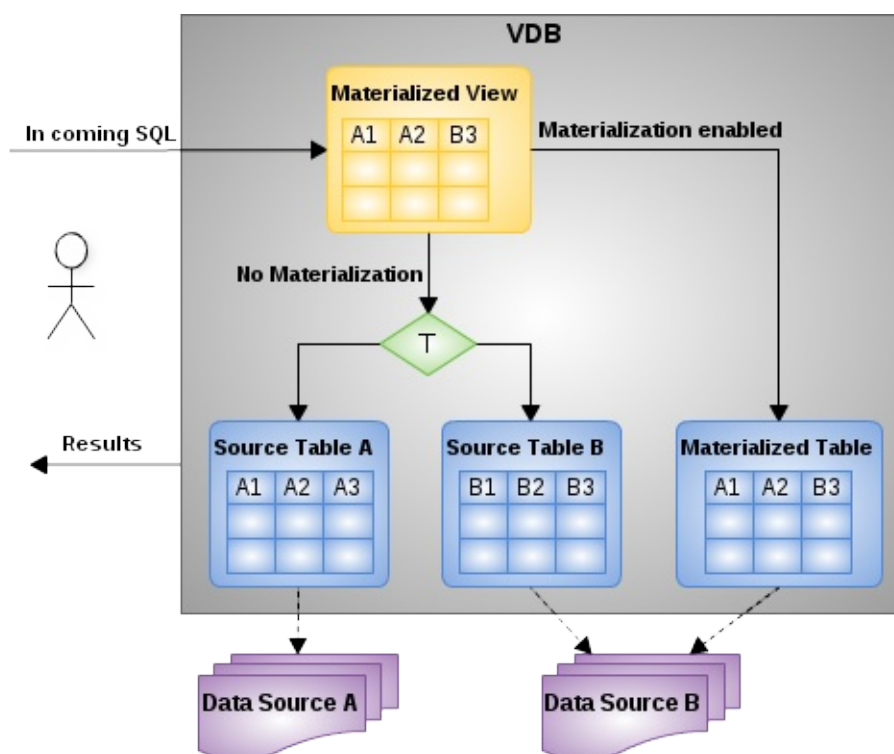 VDB
Materialized View
A1 A2 B3
In coming SQL
Materialization enabled
No Materialization
T
Results
Source Table A
A1 A2 A3
Source Table B
B1 B2 B3
Materialized Table
A1 A2 B3
Data Source A
Data Source B